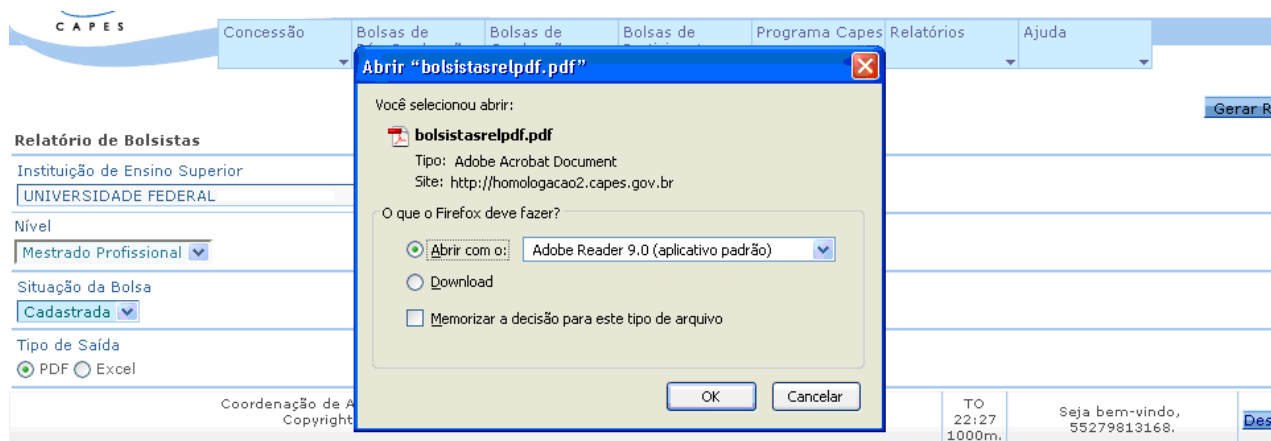 CAPES
Concessão
Bolsas de
Bolsas de
Bolsas de
Programa Capes
Relatórios
Ajuda
Abrir “bolsistasrelpdf.pdf”
Você selecionou abrir:
bolsistasrelpdf.pdf
Tipo: Adobe Acrobat Document
Site: http://homologacao2.capes.gov.br
O que o Firefox deve fazer?
Abrir com o: Adobe Reader 9.0 (aplicativo padrão)
Download
Memorizar a decisão para este tipo de arquivo
OK Cancelar
Gerar R
Relatório de Bolsistas
Instituição de Ensino Superior
UNIVERSIDADE FEDERAL
Nível
Mestrado Profissional
Situação da Bolsa
Cadastrada
Tipo de Saída
PDF Excel
Coordenação de A
Copyright
TO
22:27
1000m.
Seja bem-vindo,
55279813168.
Des